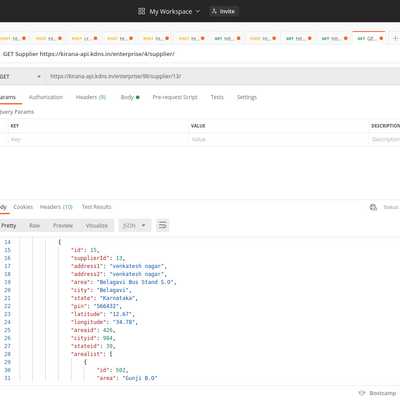 My Workspace
Invite
GET Supplier https://kirana-api.kdns.in/enterprise/4/supplier/
GET
https://kirana-api.kdns.in/enterprise/98/supplier/13/
Params Authorization Headers (9) Body Pre-request Script Tests Settings
Query Params
KEY VALUE DESCRIPTION
Key Value Description
Body Cookies Headers (10) Test Results Status
Pretty Raw Preview Visualize JSON
14 {
15 "id": 15,
16 "supplierId": 13,
17 "address1": "venkatesh nagar",
18 "address2": "venkatesh nagar",
19 "area": "Belagavi Bus Stand S.O",
20 "city": "Belagavi",
21 "state": "Karnataka",
22 "pin": "566432",
23 "latitude": "12.67",
24 "longitude": "34.78",
25 "areaid": 426,
26 "cityid": 984,
27 "stateid": 30,
28 "arealist": [
29 {
30 "id": 502,
31 "area": "Gunji B.O"
Bootcamp